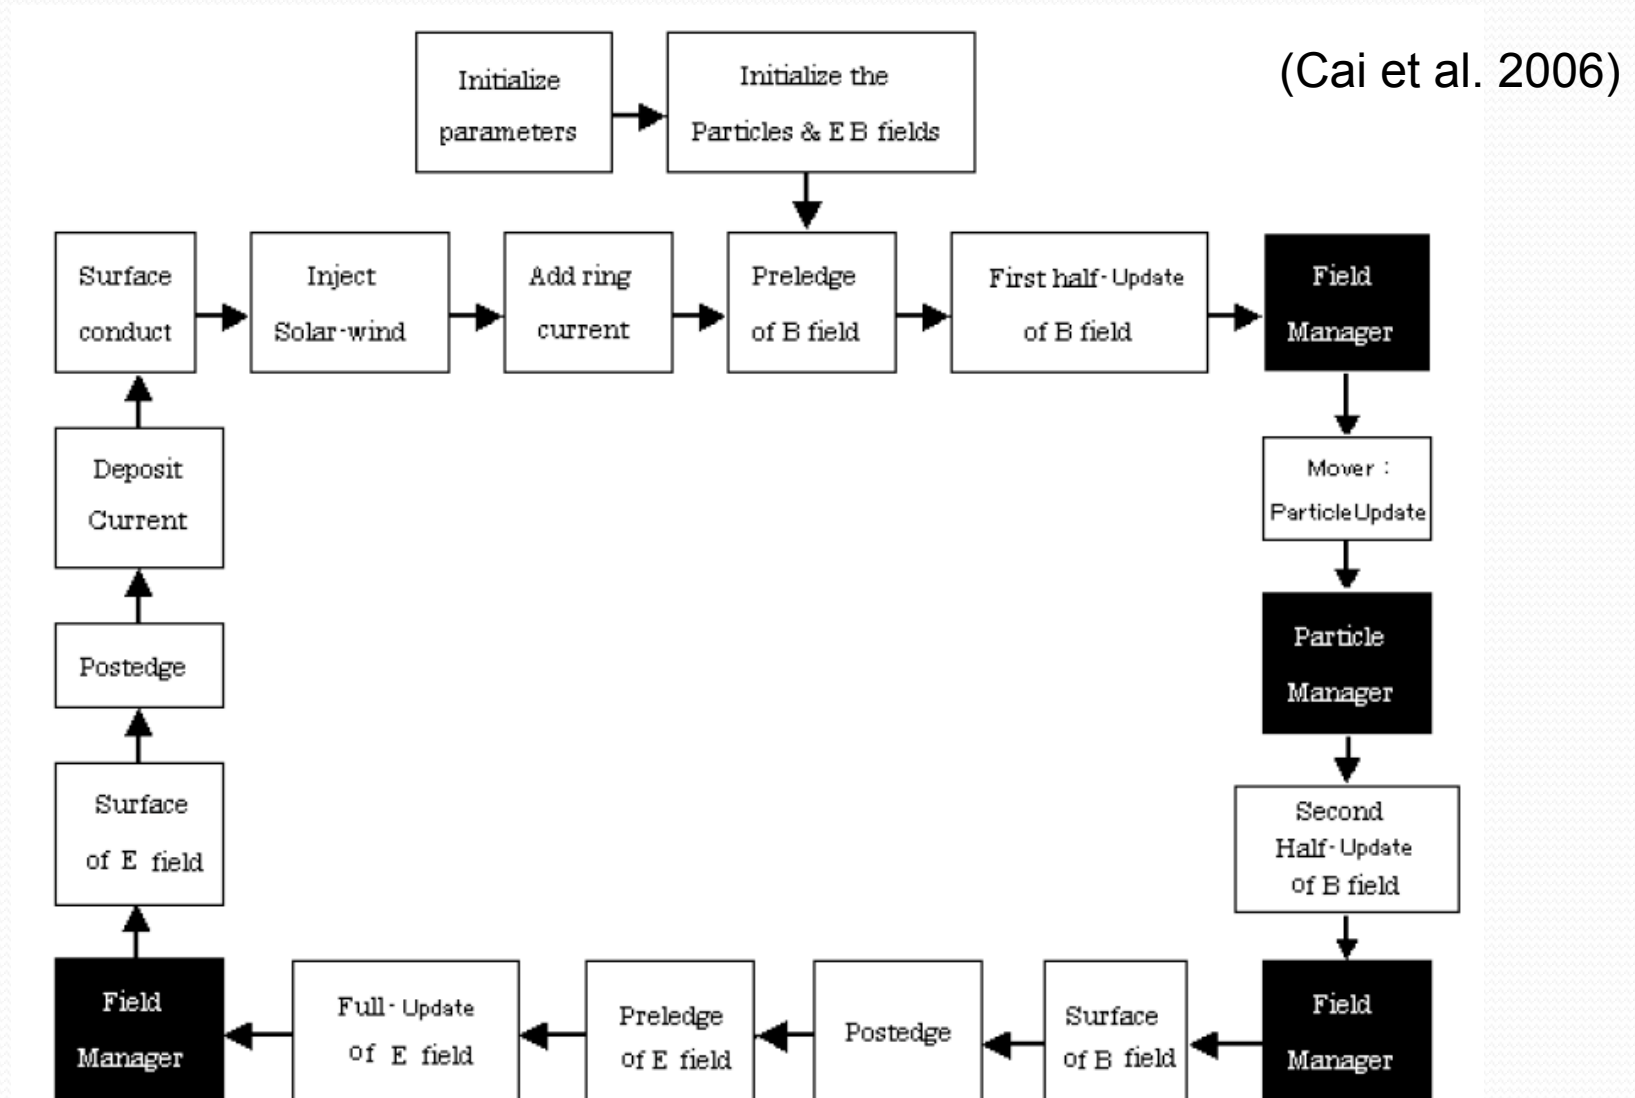 (Cai et al. 2006)
Initialize
parameters
Initialize the
Particles & E B fields
Surface
conduct
Inject
Solar-wind
Add ring
current
Preledge
of B field
First half-Update
of B field
Field
Manager
Mover :
Particle Update
Particle
Manager
Second
Half-Update
of B field
Field
Manager
Surface
of B field
Postedge
Preledge
of E field
Full-Update
of E field
Field
Manager
Surface
of E field
Postedge
Deposit
Current